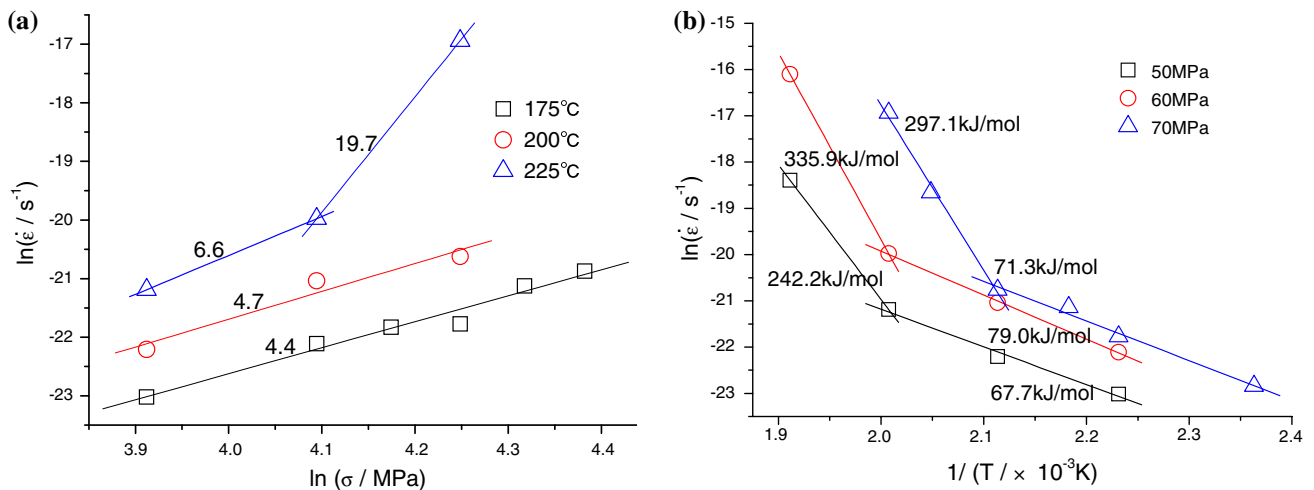 (a)
-17
-18
-19
-20
-21
-22
-23
ln(ε̇ / s⁻¹)
175℃
200℃
225℃
19.7
6.6
4.7
4.4
3.9
4.0
4.1
4.2
4.3
4.4
ln (σ / MPa)
(b)
-15
-16
-17
-18
-19
-20
-21
-22
-23
ln(ε̇ / s⁻¹)
50MPa
60MPa
70MPa
297.1kJ/mol
335.9kJ/mol
242.2kJ/mol
71.3kJ/mol
79.0kJ/mol
67.7kJ/mol
1.9
2.0
2.1
2.2
2.3
2.4
1/ (T / × 10⁻³K)